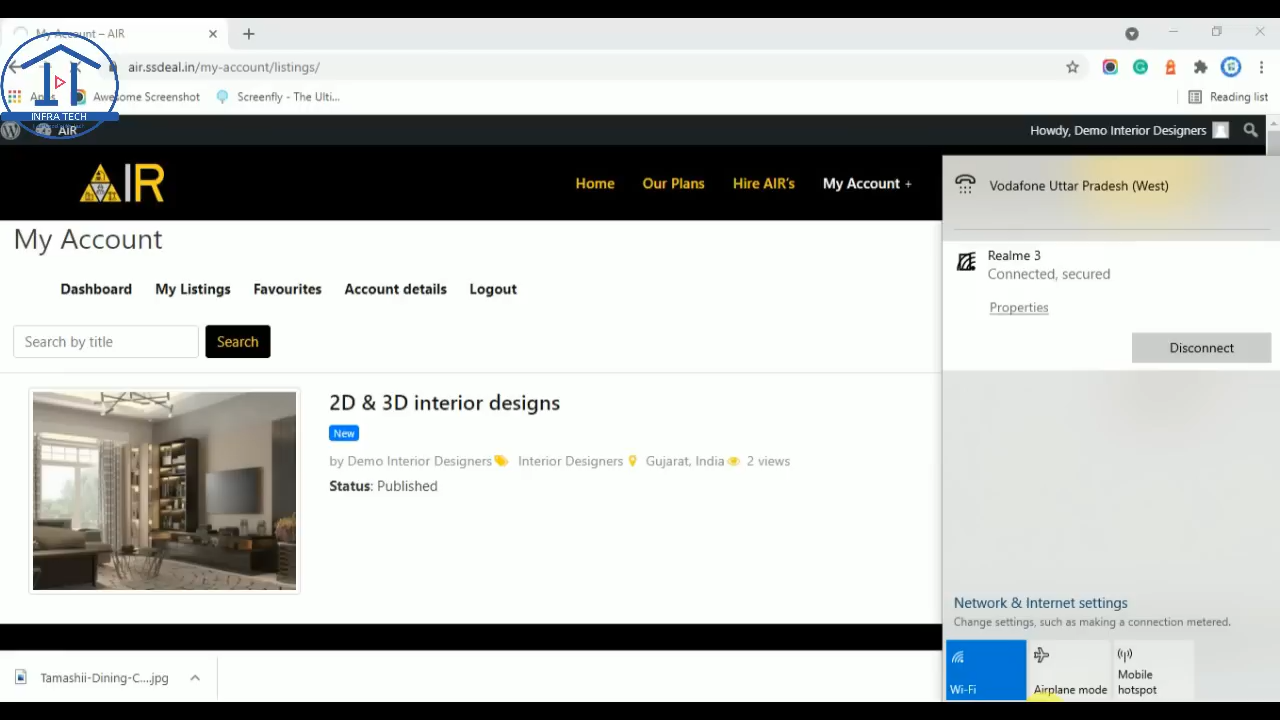 My Account – AIR
air.ssdeal.in/my-account/listings/
Apps
Awesome Screenshot
Screenfly - The Ulti...
Reading list
INFRA TECH
AIR
Howdy, Demo Interior Designers
AIR
Home
Our Plans
Hire AIR's
My Account +
Vodafone Uttar Pradesh (West)
My Account
Realme 3
Connected, secured
Properties
Disconnect
Dashboard
My Listings
Favourites
Account details
Logout
Search by title
Search
2D & 3D interior designs
New
by Demo Interior Designers
Interior Designers
Gujarat, India
2 views
Status: Published
Network & Internet settings
Change settings, such as making a connection metered.
Wi-Fi
Airplane mode
Mobile
hotspot
Tamashii-Dining-C....jpg